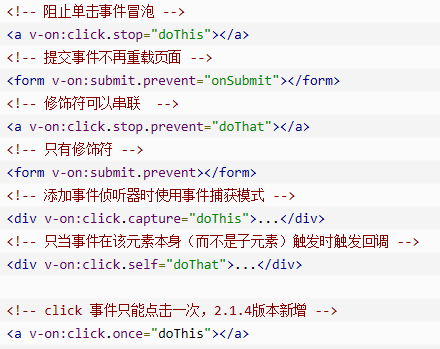 <!-- 阻止单击事件冒泡 -->
<a v-on:click.stop="doThis"></a>
<!-- 提交事件不再重载页面 -->
<form v-on:submit.prevent="onSubmit"></form>
<!-- 修饰符可以串联  -->
<a v-on:click.stop.prevent="doThat"></a>
<!-- 只有修饰符 -->
<form v-on:submit.prevent></form>
<!-- 添加事件侦听器时使用事件捕获模式 -->
<div v-on:click.capture="doThis">...</div>
<!-- 只当事件在该元素本身（而不是子元素）触发时触发回调 -->
<div v-on:click.self="doThat">...</div>
<!-- click 事件只能点击一次，2.1.4版本新增 -->
<a v-on:click.once="doThis"></a>